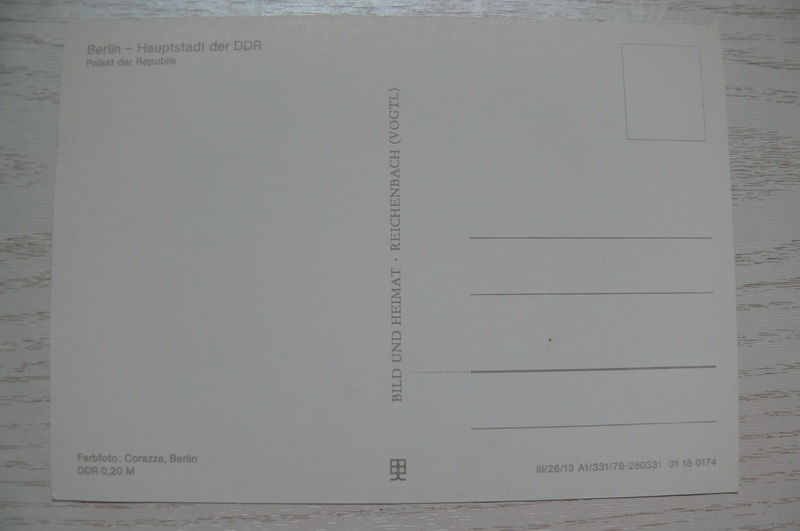 Berlin – Hauptstadt der DDR
Palast der Republik
BILD UND HEIMAT · REICHENBACH (VOGTL)
Farbfoto: Corazza, Berlin
DDR 0,20 M
III/26/13 A1/331/78-280331 01 15 0174